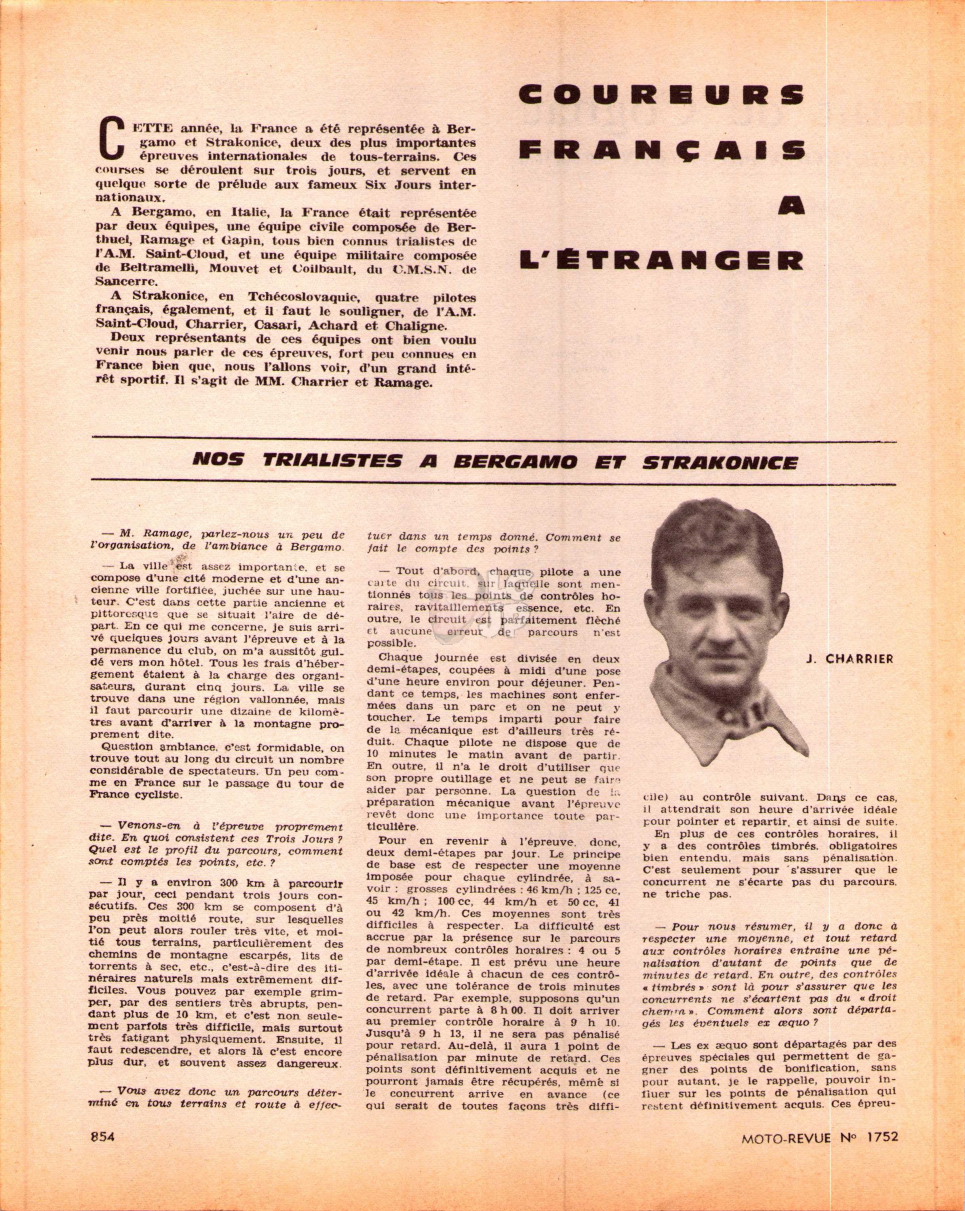 COUREURS
FRANÇAIS
A
L'ÉTRANGER
CETTE année, la France a été représentée à Ber-
gamo et Strakonice, deux des plus importantes
épreuves internationales de tous-terrains. Ces
courses se déroulent sur trois jours, et servent en
quelque sorte de prélude aux fameux Six Jours inter-
nationaux.
A Bergamo, en Italie, la France était représentée
par deux équipes, une équipe civile composée de Ber-
thuel, Ramage et Gapin, tous bien connus trialistes de
l'A.M. Saint-Cloud, et une équipe militaire composée
de Beltramelli, Mouvet et Coilbault, du C.M.S.N. de
Sancerre.
A Strakonice, en Tchécoslovaquie, quatre pilotes
français, également, et il faut le souligner, de l'A.M.
Saint-Cloud, Charrier, Casari, Achard et Chaligne.
Deux représentants de ces équipes ont bien voulu
venir nous parler de ces épreuves, fort peu connues en
France bien que, nous l'allons voir, d'un grand inté-
rêt sportif. Il s'agit de MM. Charrier et Ramage.
NOS TRIALISTES A BERGAMO ET STRAKONICE
— M. Ramage, parlez-nous un peu de
l'organisation, de l'ambiance à Bergamo.
— La ville est assez importante, et se
compose d'une cité moderne et d'une an-
cienne ville fortifiée, juchée sur une hau-
teur. C'est dans cette partie ancienne et
pittoresque que se situait l'aire de dé-
part. En ce qui me concerne, je suis arri-
vé quelques jours avant l'épreuve et à la
permanence du club, on m'a aussitôt gui-
dé vers mon hôtel. Tous les frais d'héber-
gement étaient à la charge des organi-
sateurs, durant cinq jours. La ville se
trouve dans une région vallonnée, mais
il faut parcourir une dizaine de kilomè-
tres avant d'arriver à la montagne pro-
prement dite.
Question ambiance, c'est formidable, on
trouve tout au long du circuit un nombre
considérable de spectateurs. Un peu com-
me en France sur le passage du tour de
France cycliste.
— Venons-en à l'épreuve proprement
dite. En quoi consistent ces Trois Jours ?
Quel est le profil du parcours, comment
sont comptés les points, etc. ?
— Il y a environ 300 km à parcourir
par jour, ceci pendant trois jours con-
sécutifs. Ces 300 km se composent d'à
peu près moitié route, sur lesquelles
l'on peut alors rouler très vite, et moi-
tié tous terrains, particulièrement des
chemins de montagne escarpés, lits de
torrents à sec, etc., c'est-à-dire des iti-
néraires naturels mais extrêmement dif-
ficiles. Vous pouvez par exemple grim-
per, par des sentiers très abrupts, pen-
dant plus de 10 km, et c'est non seule-
ment parfois très difficile, mais surtout
très fatigant physiquement. Ensuite, il
faut redescendre, et alors là c'est encore
plus dur, et souvent assez dangereux.
— Vous avez donc un parcours déter-
miné en tous terrains et route à effec-
tuer dans un temps donné. Comment se
fait le compte des points ?
— Tout d'abord, chaque pilote a une
carte du circuit, sur laquelle sont men-
tionnés tous les points de contrôles ho-
raires, ravitaillements essence, etc. En
outre, le circuit est parfaitement flèché
et aucune erreur de parcours n'est
possible.
Chaque journée est divisée en deux
demi-étapes, coupées à midi d'une pose
d'une heure environ pour déjeuner. Pen-
dant ce temps, les machines sont enfer-
mées dans un parc et on ne peut y
toucher. Le temps imparti pour faire
de la mécanique est d'ailleurs très ré-
duit. Chaque pilote ne dispose que de
10 minutes le matin avant de partir.
En outre, il n'a le droit d'utiliser que
son propre outillage et ne peut se faire
aider par personne. La question de la
préparation mécanique avant l'épreuve
revêt donc une importance toute par-
ticulière.
Pour en revenir à l'épreuve, donc,
deux demi-étapes par jour. Le principe
de base est de respecter une moyenne
imposée pour chaque cylindrée, à sa-
voir : grosses cylindrées : 46 km/h ; 125 cc,
45 km/h ; 100 cc, 44 km/h et 50 cc, 41
ou 42 km/h. Ces moyennes sont très
difficiles à respecter. La difficulté est
accrue par la présence sur le parcours
de nombreux contrôles horaires : 4 ou 5
par demi-étape. Il est prévu une heure
d'arrivée idéale à chacun de ces contrô-
les, avec une tolérance de trois minutes
de retard. Par exemple, supposons qu'un
concurrent parte à 8 h 00. Il doit arriver
au premier contrôle horaire à 9 h 10.
Jusqu'à 9 h 13, il ne sera pas pénalisé
pour retard. Au-delà, il aura 1 point de
pénalisation par minute de retard. Ces
points sont définitivement acquis et ne
pourront jamais être récupérés, même si
le concurrent arrive en avance (ce
qui serait de toutes façons très diffi-
J. CHARRIER
cile) au contrôle suivant. Dans ce cas,
il attendrait son heure d'arrivée idéale
pour pointer et repartir, et ainsi de suite.
En plus de ces contrôles horaires, il
y a des contrôles timbrés, obligatoires
bien entendu, mais sans pénalisation.
C'est seulement pour s'assurer que le
concurrent ne s'écarte pas du parcours,
ne triche pas.
— Pour nous résumer, il y a donc à
respecter une moyenne, et tout retard
aux contrôles horaires entraîne une pé-
nalisation d'autant de points que de
minutes de retard. En outre, des contrôles
« timbrés » sont là pour s'assurer que les
concurrents ne s'écartent pas du « droit
chemin ». Comment alors sont départa-
gés les éventuels ex æquo ?
— Les ex æquo sont départagés par des
épreuves spéciales qui permettent de ga-
gner des points de bonification, sans
pour autant, je le rappelle, pouvoir in-
fluer sur les points de pénalisation qui
restent définitivement acquis. Ces épreu-
854
MOTO-REVUE Nº 1752